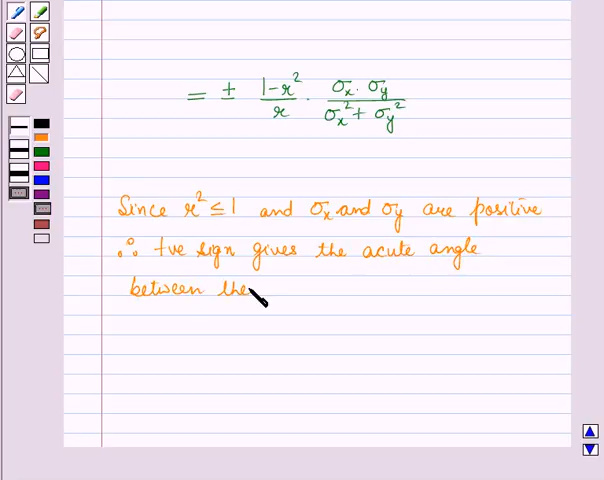 = ± (1-r²)/r . (σx . σy)/(σx² + σy²)
Since r² ≤ 1 and σx and σy are positive
∴ +ve sign gives the acute angle
between the